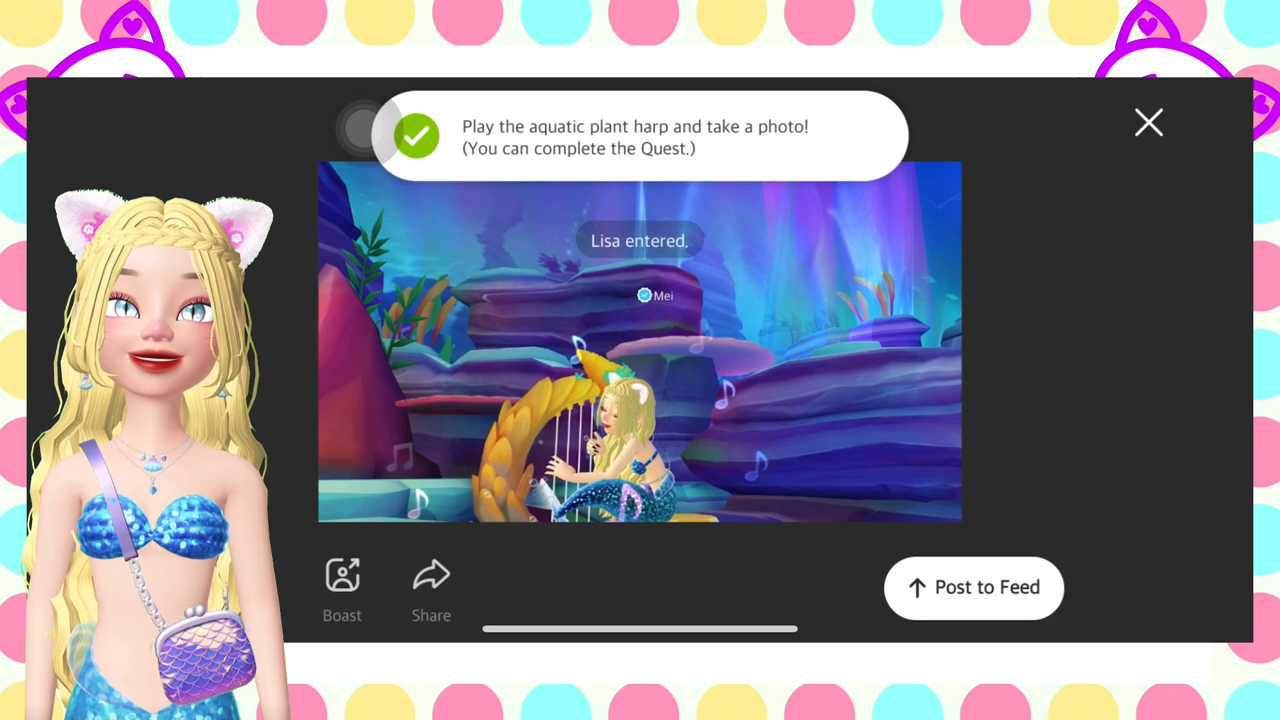 Play the aquatic plant harp and take a photo!
(You can complete the Quest.)
Lisa entered.
Mei
Boast
Share
Post to Feed